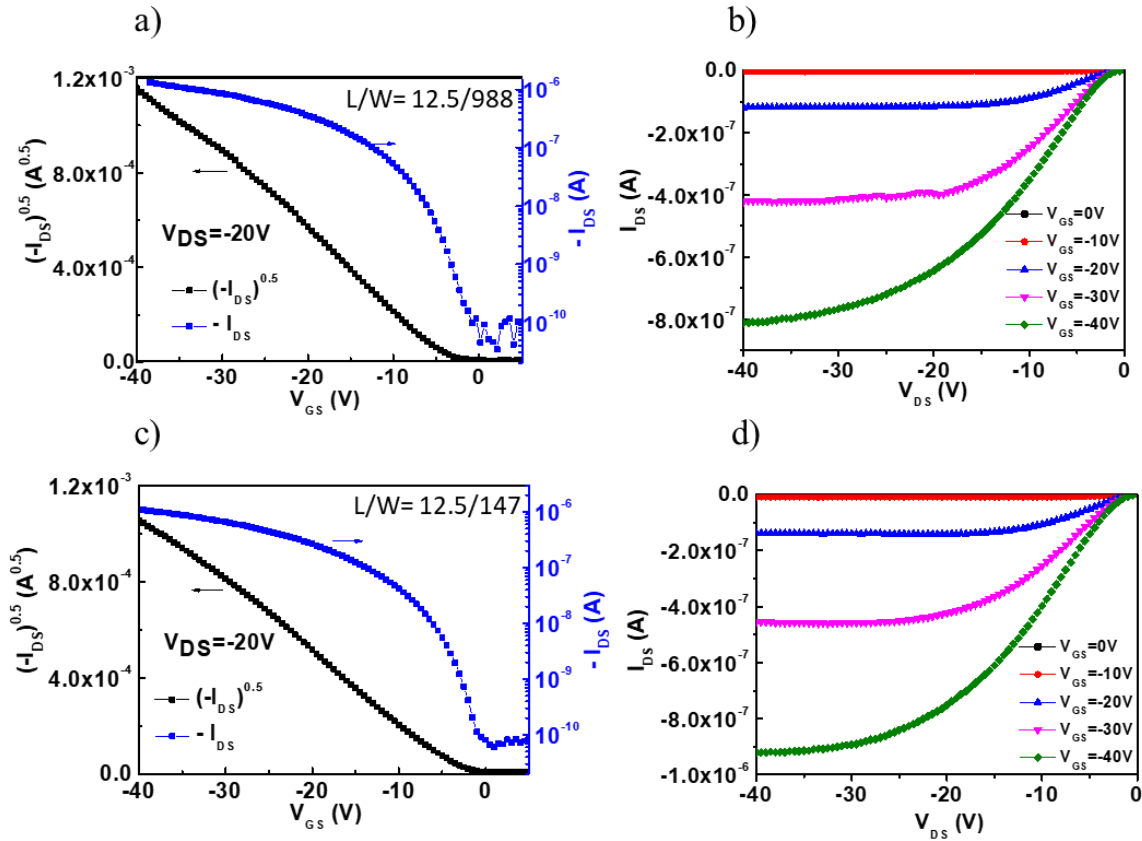 a)
1.2x10⁻³
8.0x10⁻⁴
4.0x10⁻⁴
0.0
(-I_DS)^0.5 (A^0.5)
L/W= 12.5/988
V_DS=-20V
(-I_DS)^0.5
- I_DS
10⁻⁶
10⁻⁷
10⁻⁸
10⁻⁹
10⁻¹⁰
- I_DS (A)
-40 -30 -20 -10 0
V_GS (V)
b)
0.0
-2.0x10⁻⁷
-4.0x10⁻⁷
-6.0x10⁻⁷
-8.0x10⁻⁷
I_DS (A)
V_GS=0V
V_GS=-10V
V_GS=-20V
V_GS=-30V
V_GS=-40V
-40 -30 -20 -10 0
V_DS (V)
c)
1.2x10⁻³
8.0x10⁻⁴
4.0x10⁻⁴
0.0
(-I_DS)^0.5 (A^0.5)
L/W= 12.5/147
V_DS=-20V
(-I_DS)^0.5
- I_DS
10⁻⁶
10⁻⁷
10⁻⁸
10⁻⁹
10⁻¹⁰
- I_DS (A)
-40 -30 -20 -10 0
V_GS (V)
d)
0.0
-2.0x10⁻⁷
-4.0x10⁻⁷
-6.0x10⁻⁷
-8.0x10⁻⁷
-1.0x10⁻⁶
I_DS (A)
V_GS=0V
V_GS=-10V
V_GS=-20V
V_GS=-30V
V_GS=-40V
-40 -30 -20 -10 0
V_DS (V)